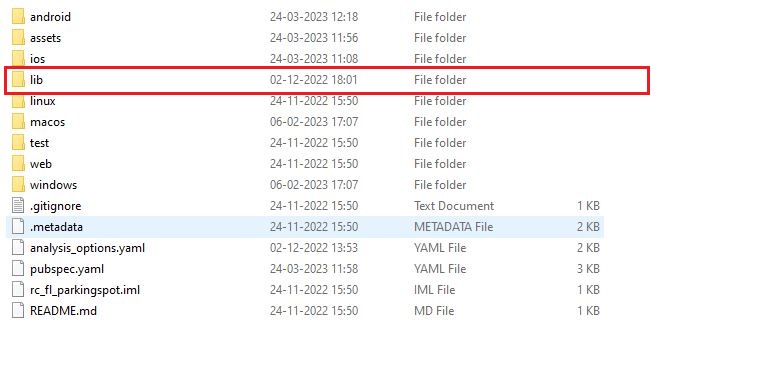 android 24-03-2023 12:18 File folder
assets 24-03-2023 11:56 File folder
ios 24-03-2023 11:08 File folder
lib 02-12-2022 18:01 File folder
linux 24-11-2022 15:50 File folder
macos 06-02-2023 17:07 File folder
test 24-11-2022 15:50 File folder
web 24-11-2022 15:50 File folder
windows 06-02-2023 17:07 File folder
.gitignore 24-11-2022 15:50 Text Document 1 KB
.metadata 24-11-2022 15:50 METADATA File 2 KB
analysis_options.yaml 02-12-2022 13:53 YAML File 2 KB
pubspec.yaml 24-03-2023 11:58 YAML File 3 KB
rc_fl_parkingspot.iml 24-11-2022 15:50 IML File 1 KB
README.md 24-11-2022 15:50 MD File 1 KB